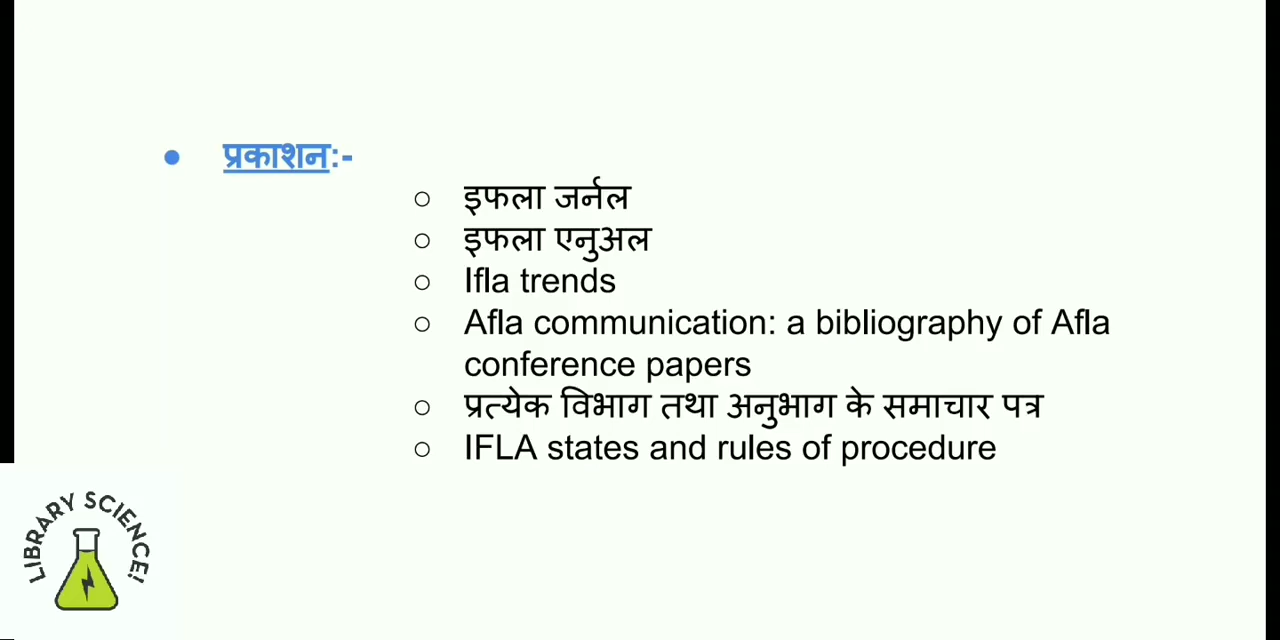 प्रकाशन:-
इफला जर्नल
इफला एनुअल
Ifla trends
Afla communication: a bibliography of Afla
conference papers
प्रत्येक विभाग तथा अनुभाग के समाचार पत्र
IFLA states and rules of procedure
LIBRARY SCIENCE!